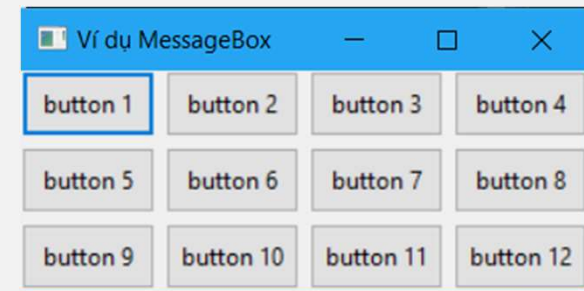 Ví dụ MessageBox
button 1 button 2 button 3 button 4
button 5 button 6 button 7 button 8
button 9 button 10 button 11 button 12